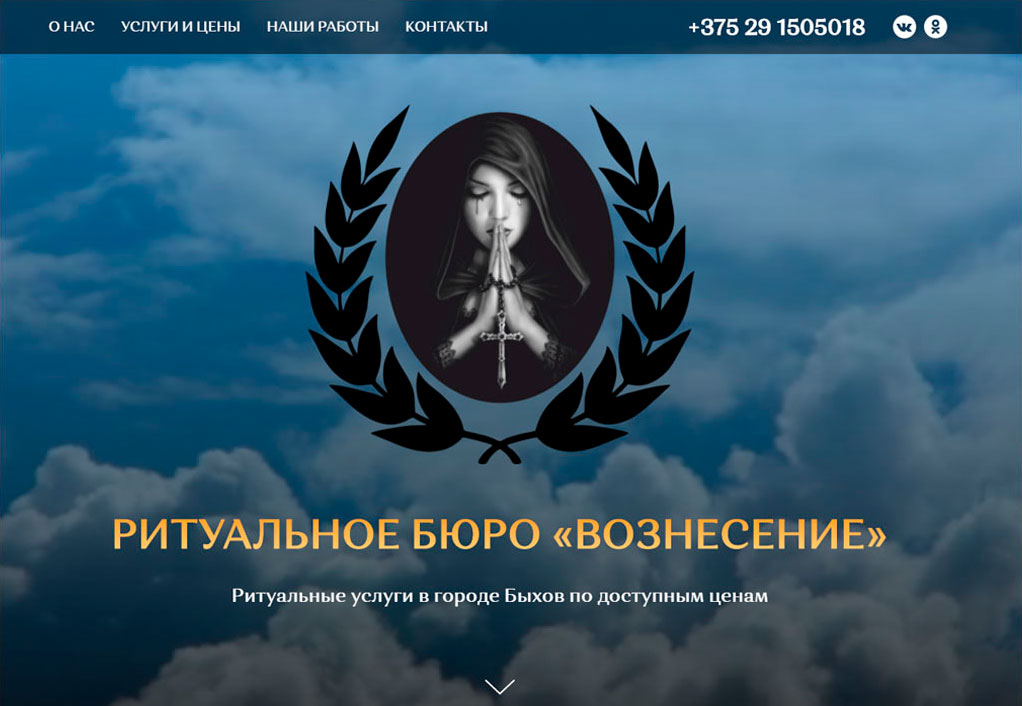 О НАС УСЛУГИ И ЦЕНЫ НАШИ РАБОТЫ КОНТАКТЫ +375 29 1505018
РИТУАЛЬНОЕ БЮРО «ВОЗНЕСЕНИЕ»
Ритуальные услуги в городе Быхов по доступным ценам